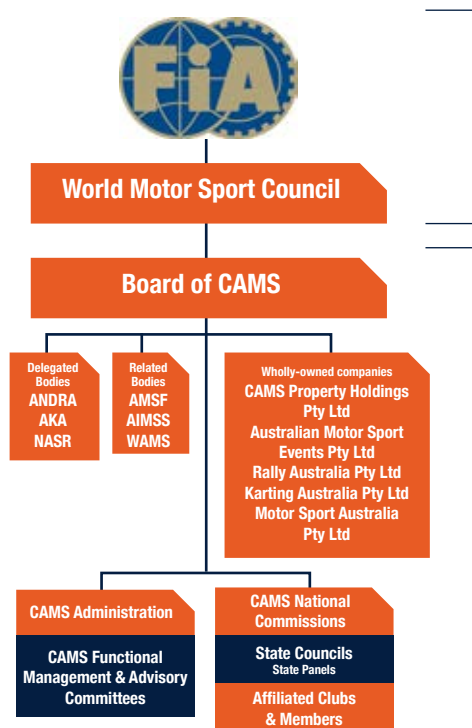 FiA
World Motor Sport Council
Board of CAMS
Delegated
Bodies
ANDRA
AKA
NASR
Related
Bodies
AMSF
AIMSS
WAMS
Wholly-owned companies
CAMS Property Holdings
Pty Ltd
Australian Motor Sport
Events Pty Ltd
Rally Australia Pty Ltd
Karting Australia Pty Ltd
Motor Sport Australia
Pty Ltd
CAMS Administration
CAMS Functional
Management & Advisory
Committees
CAMS National
Commissions
State Councils
State Panels
Affiliated Clubs
& Members